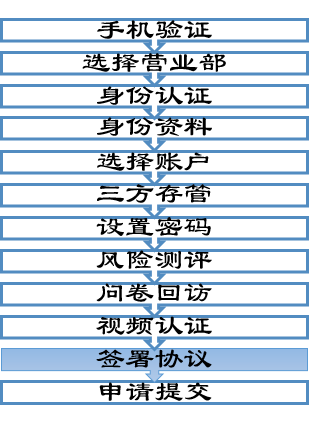 手机验证
选择营业部
身份认证
身份资料
选择账户
三方存管
设置密码
风险测评
问卷回访
视频认证
签署协议
申请提交